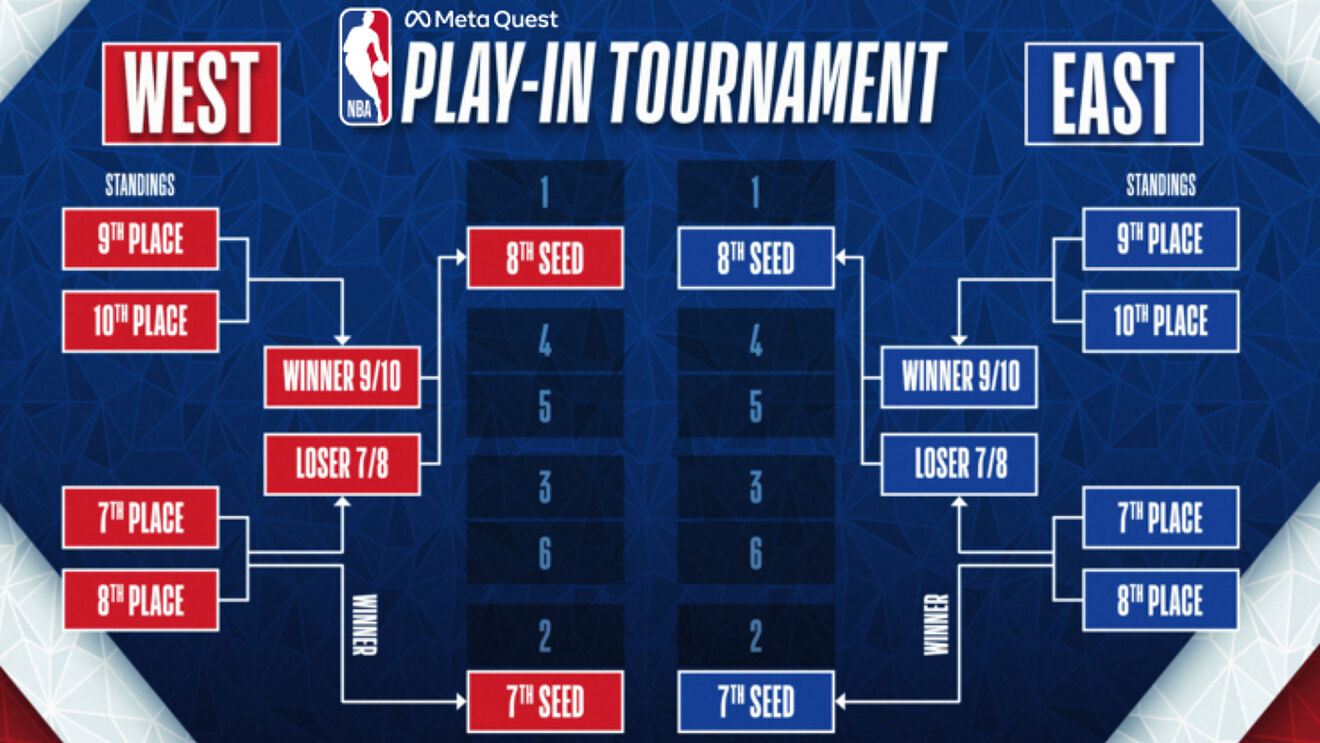 Meta Quest
NBA
PLAY-IN TOURNAMENT
WEST
STANDINGS
9TH PLACE
10TH PLACE
WINNER 9/10
LOSER 7/8
7TH PLACE
8TH PLACE
WINNER
1
8TH SEED
4
5
3
6
2
7TH SEED
1
8TH SEED
4
5
3
6
2
7TH SEED
EAST
STANDINGS
9TH PLACE
10TH PLACE
WINNER 9/10
LOSER 7/8
7TH PLACE
8TH PLACE
WINNER